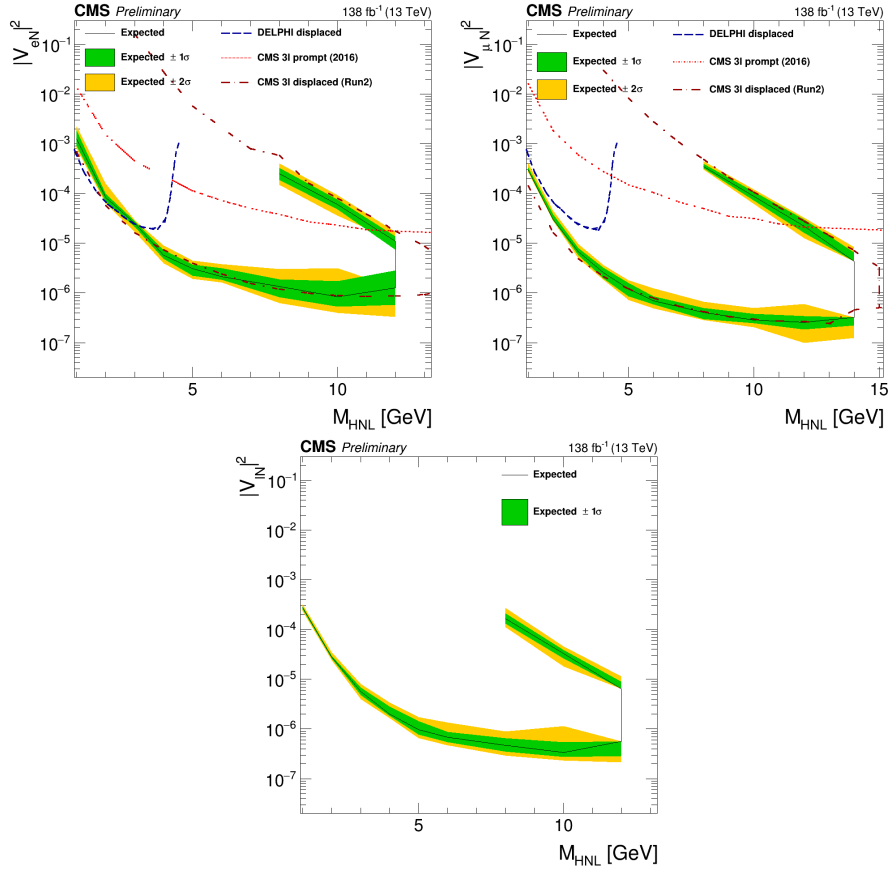 CMS Preliminary 138 fb⁻¹ (13 TeV)
|V_eN|²
Expected
Expected ± 1σ
Expected ± 2σ
DELPHI displaced
CMS 3l prompt (2016)
CMS 3l displaced (Run2)
10⁻¹
10⁻²
10⁻³
10⁻⁴
10⁻⁵
10⁻⁶
10⁻⁷
5 10
M_HNL [GeV]
CMS Preliminary 138 fb⁻¹ (13 TeV)
|V_μN|²
Expected
Expected ± 1σ
Expected ± 2σ
DELPHI displaced
CMS 3l prompt (2016)
CMS 3l displaced (Run2)
10⁻¹
10⁻²
10⁻³
10⁻⁴
10⁻⁵
10⁻⁶
10⁻⁷
5 10 15
M_HNL [GeV]
CMS Preliminary 138 fb⁻¹ (13 TeV)
|V_lN|²
Expected
Expected ± 1σ
10⁻¹
10⁻²
10⁻³
10⁻⁴
10⁻⁵
10⁻⁶
10⁻⁷
5 10
M_HNL [GeV]